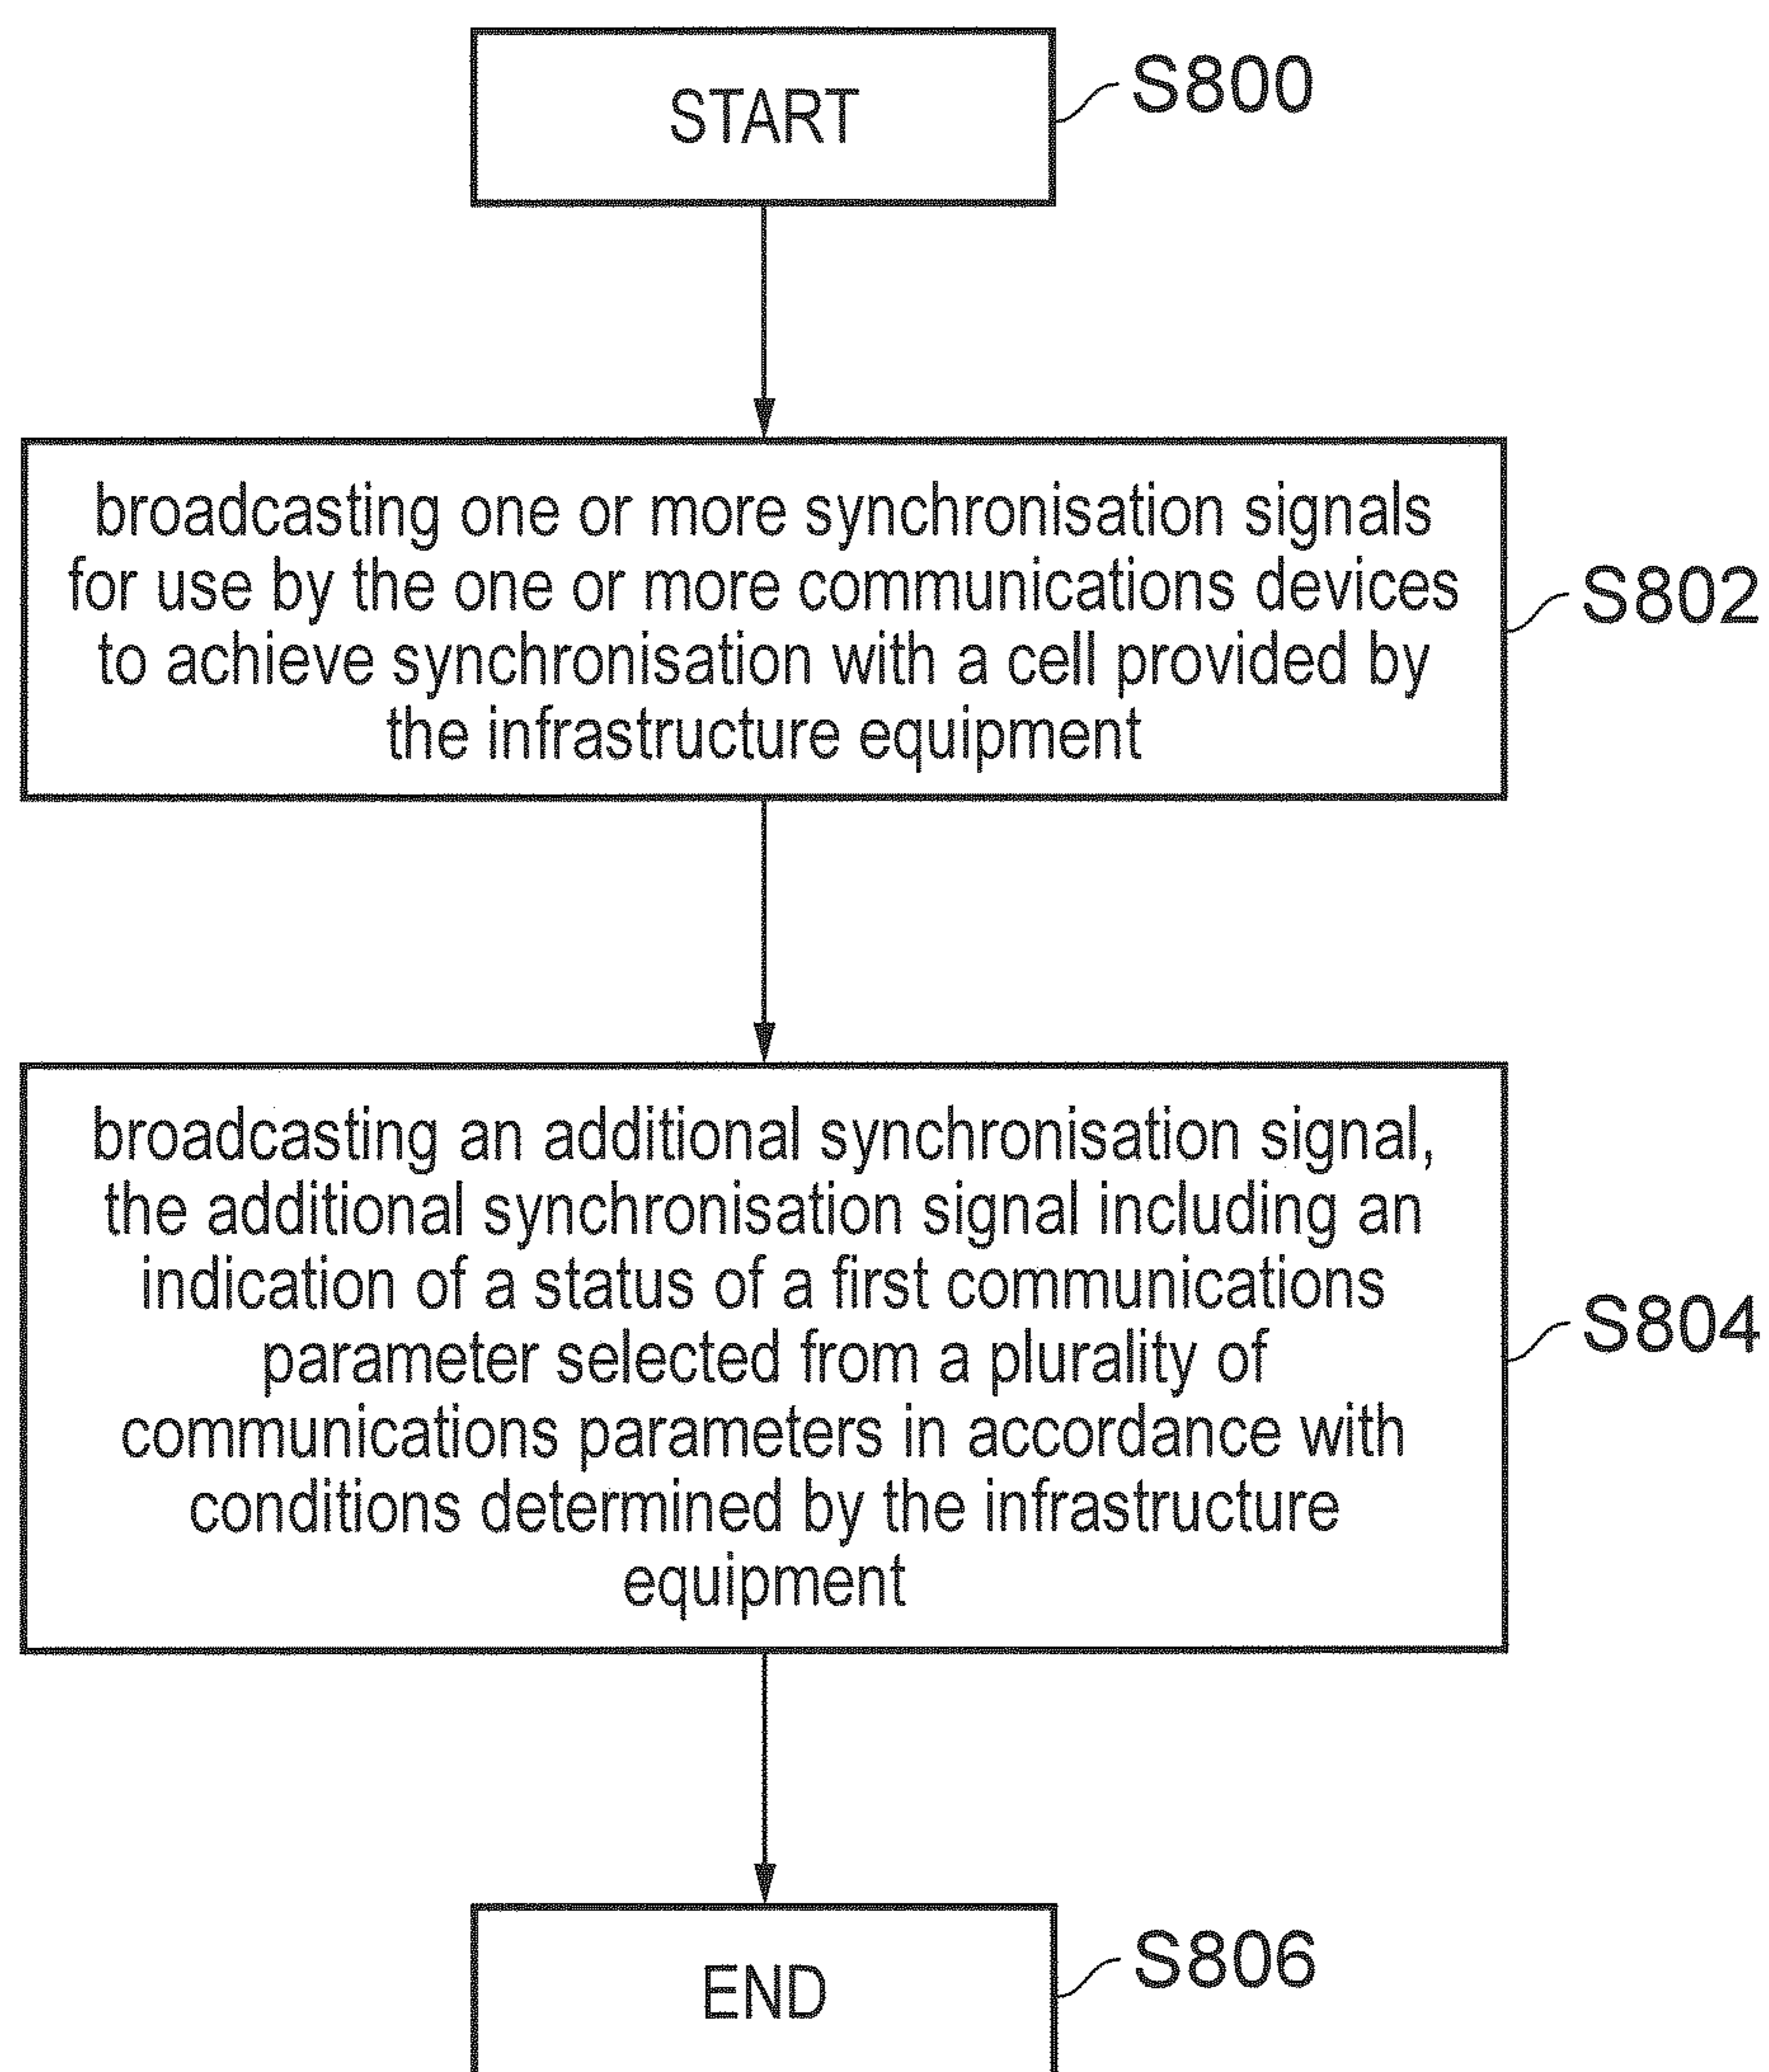 START
S800
broadcasting one or more synchronisation signals
for use by the one or more communications devices
to achieve synchronisation with a cell provided by
the infrastructure equipment
S802
broadcasting an additional synchronisation signal,
the additional synchronisation signal including an
indication of a status of a first communications
parameter selected from a plurality of
communications parameters in accordance with
conditions determined by the infrastructure
equipment
S804
END
S806